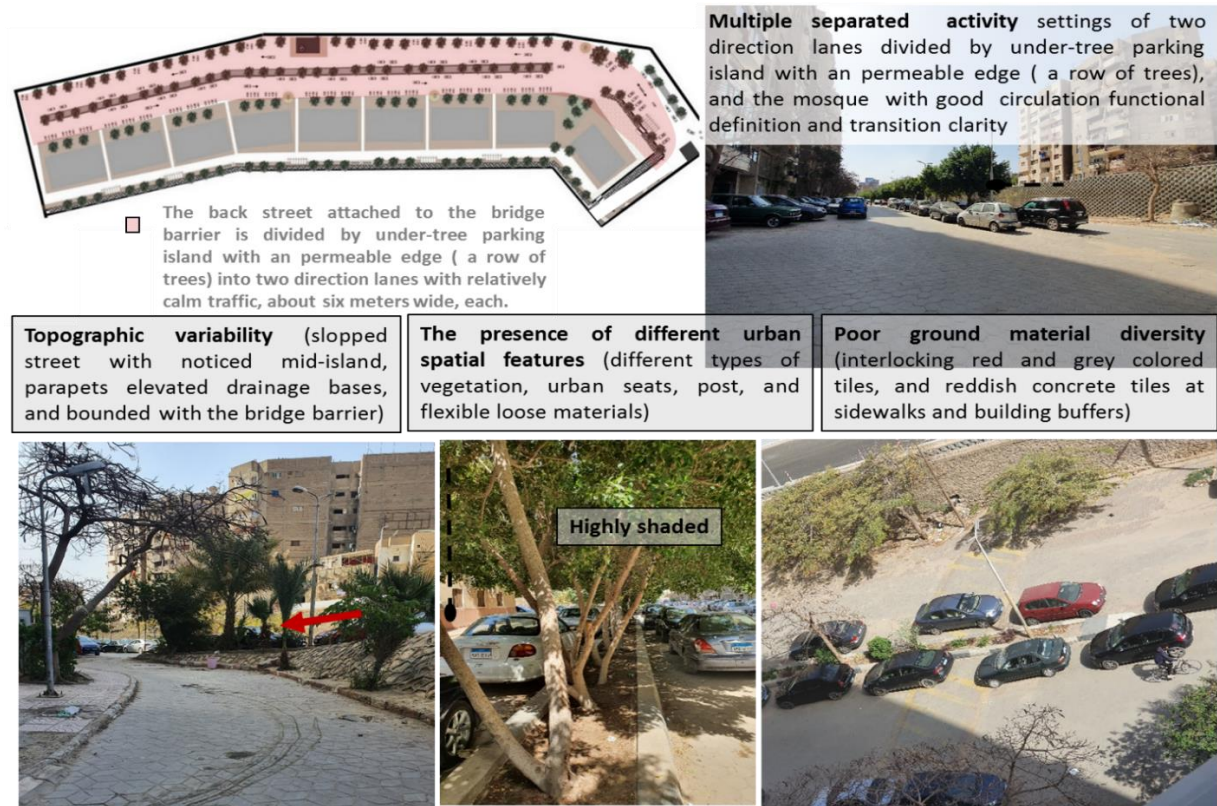 Multiple separated activity settings of two
direction lanes divided by under-tree parking
island with an permeable edge ( a row of trees),
and the mosque with good circulation functional
definition and transition clarity
The back street attached to the bridge
barrier is divided by under-tree parking
island with an permeable edge ( a row of
trees) into two direction lanes with relatively
calm traffic, about six meters wide, each.
Topographic variability (slopped
street with noticed mid-island,
parapets elevated drainage bases,
and bounded with the bridge barrier)
The presence of different urban
spatial features (different types of
vegetation, urban seats, post, and
flexible loose materials)
Poor ground material diversity
(interlocking red and grey colored
tiles, and reddish concrete tiles at
sidewalks and building buffers)
Highly shaded